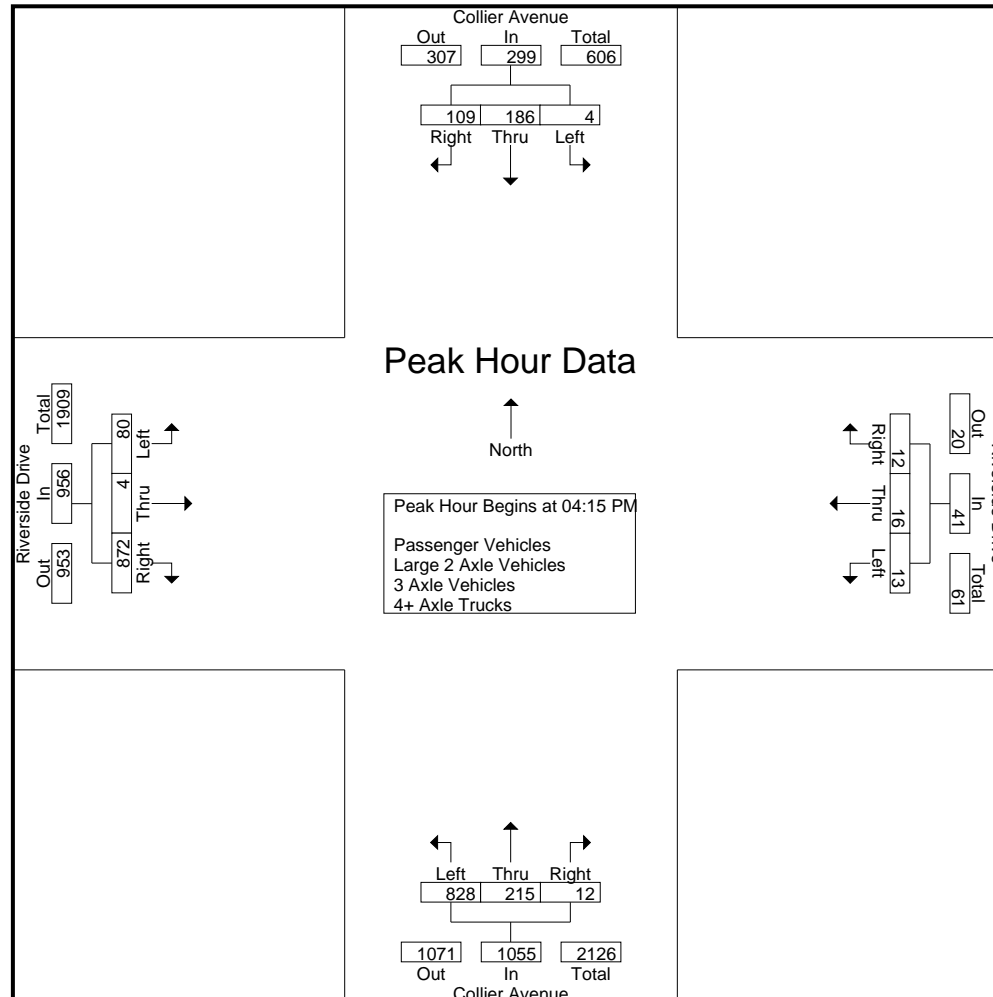 Collier Avenue
Out In Total
307 299 606
109 186 4
Right Thru Left
Peak Hour Data
North
Peak Hour Begins at 04:15 PM
Passenger Vehicles
Large 2 Axle Vehicles
3 Axle Vehicles
4+ Axle Trucks
Riverside Drive
Total In Out
1909 956 953
80 4 872
Left Thru Right
Out In Total
20 41 61
12 16 13
Right Thru Left
Left Thru Right
828 215 12
1071 1055 2126
Out In Total
Collier Avenue